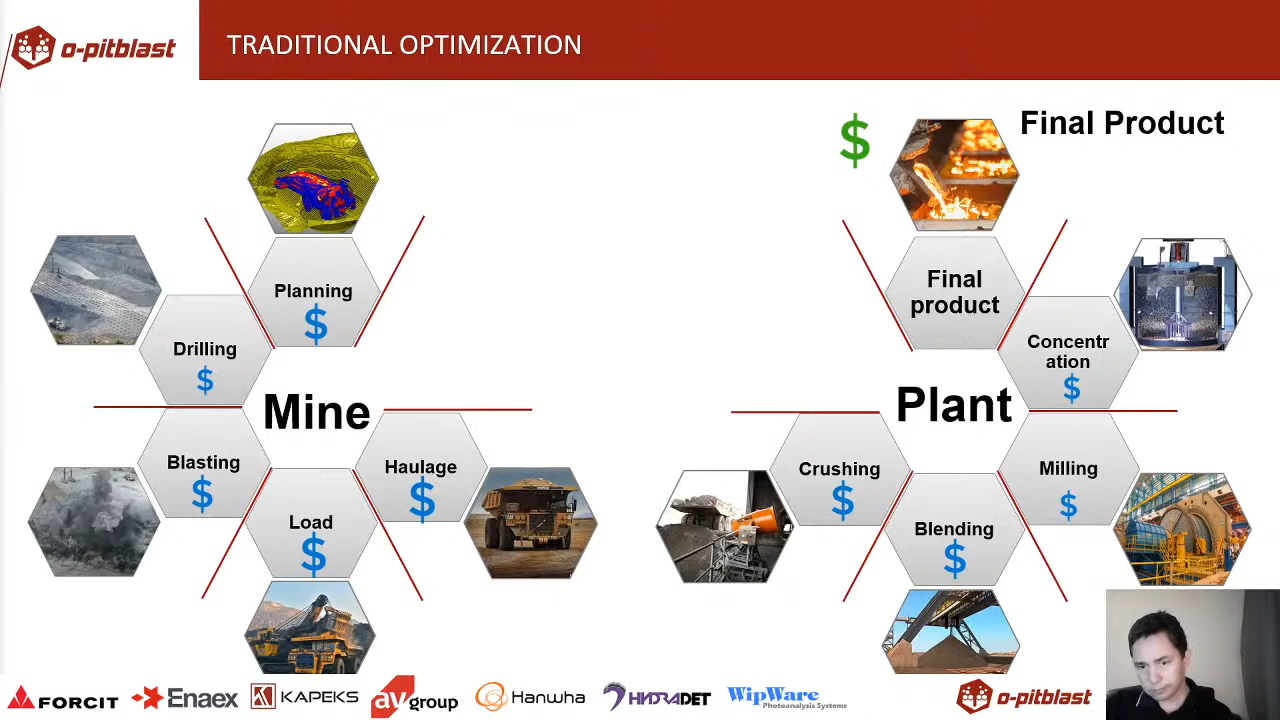 o-pitblast
TRADITIONAL OPTIMIZATION
$
Final Product
Planning
$
Drilling
$
Mine
Blasting
$
Haulage
$
Load
$
Final
product
Concentr
ation
$
Plant
Crushing
$
Milling
$
Blending
$
FORCIT
Enaex
KAPEKS
av group
Hanwha
HYDRADET
WipWare
Photoanalysis Systems
o-pitblast